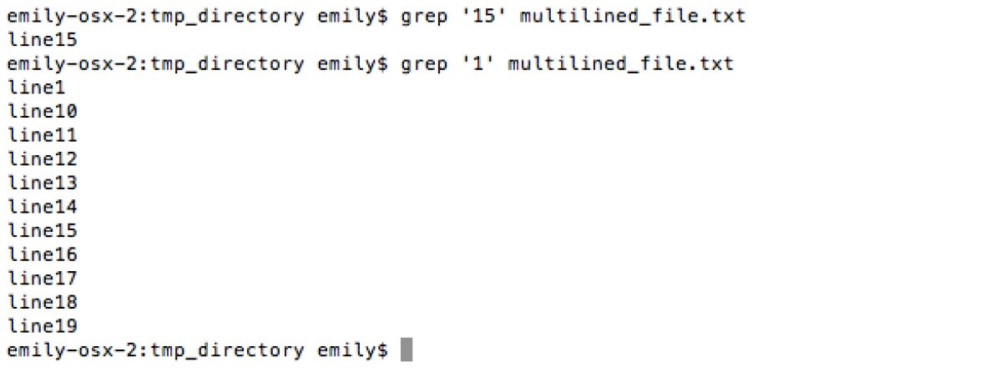 emily-osx-2:tmp_directory emily$ grep '15' multilined_file.txt
line15
emily-osx-2:tmp_directory emily$ grep '1' multilined_file.txt
line1
line10
line11
line12
line13
line14
line15
line16
line17
line18
line19
emily-osx-2:tmp_directory emily$